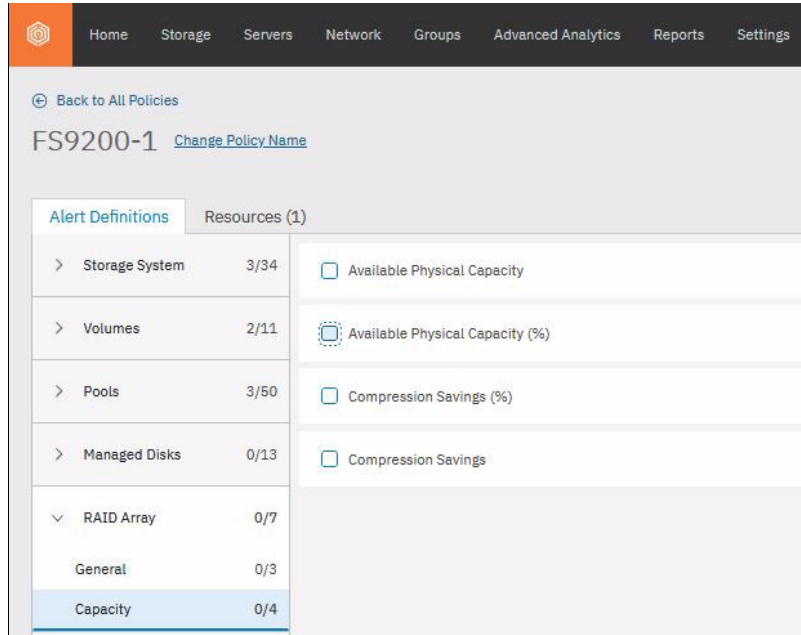 Home Storage Servers Network Groups Advanced Analytics Reports Settings
Back to All Policies
FS9200-1 Change Policy Name
Alert Definitions Resources (1)
Storage System 3/34
Volumes 2/11
Pools 3/50
Managed Disks 0/13
RAID Array 0/7
General 0/3
Capacity 0/4
Available Physical Capacity
Available Physical Capacity (%)
Compression Savings (%)
Compression Savings